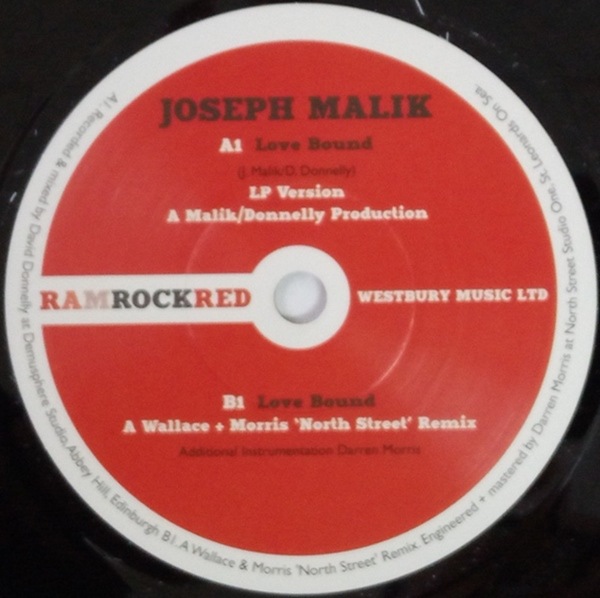 JOSEPH MALIK
A1 Love Bound
(J. Malik/D. Donnelly)
LP Version
A Malik/Donnelly Production
RAMROCKRED
WESTBURY MUSIC LTD
B1 Love Bound
A Wallace + Morris 'North Street' Remix
Additional Instrumentation Darren Morris
A1. Recorded & mixed by David Donnelly at Demusphere Studio, Abbey Hill, Edinburgh B1. A Wallace & Morris 'North Street' Remix. Engineered + mastered by Darren Morris at North Street Studio One, St. Leonards On Sea.